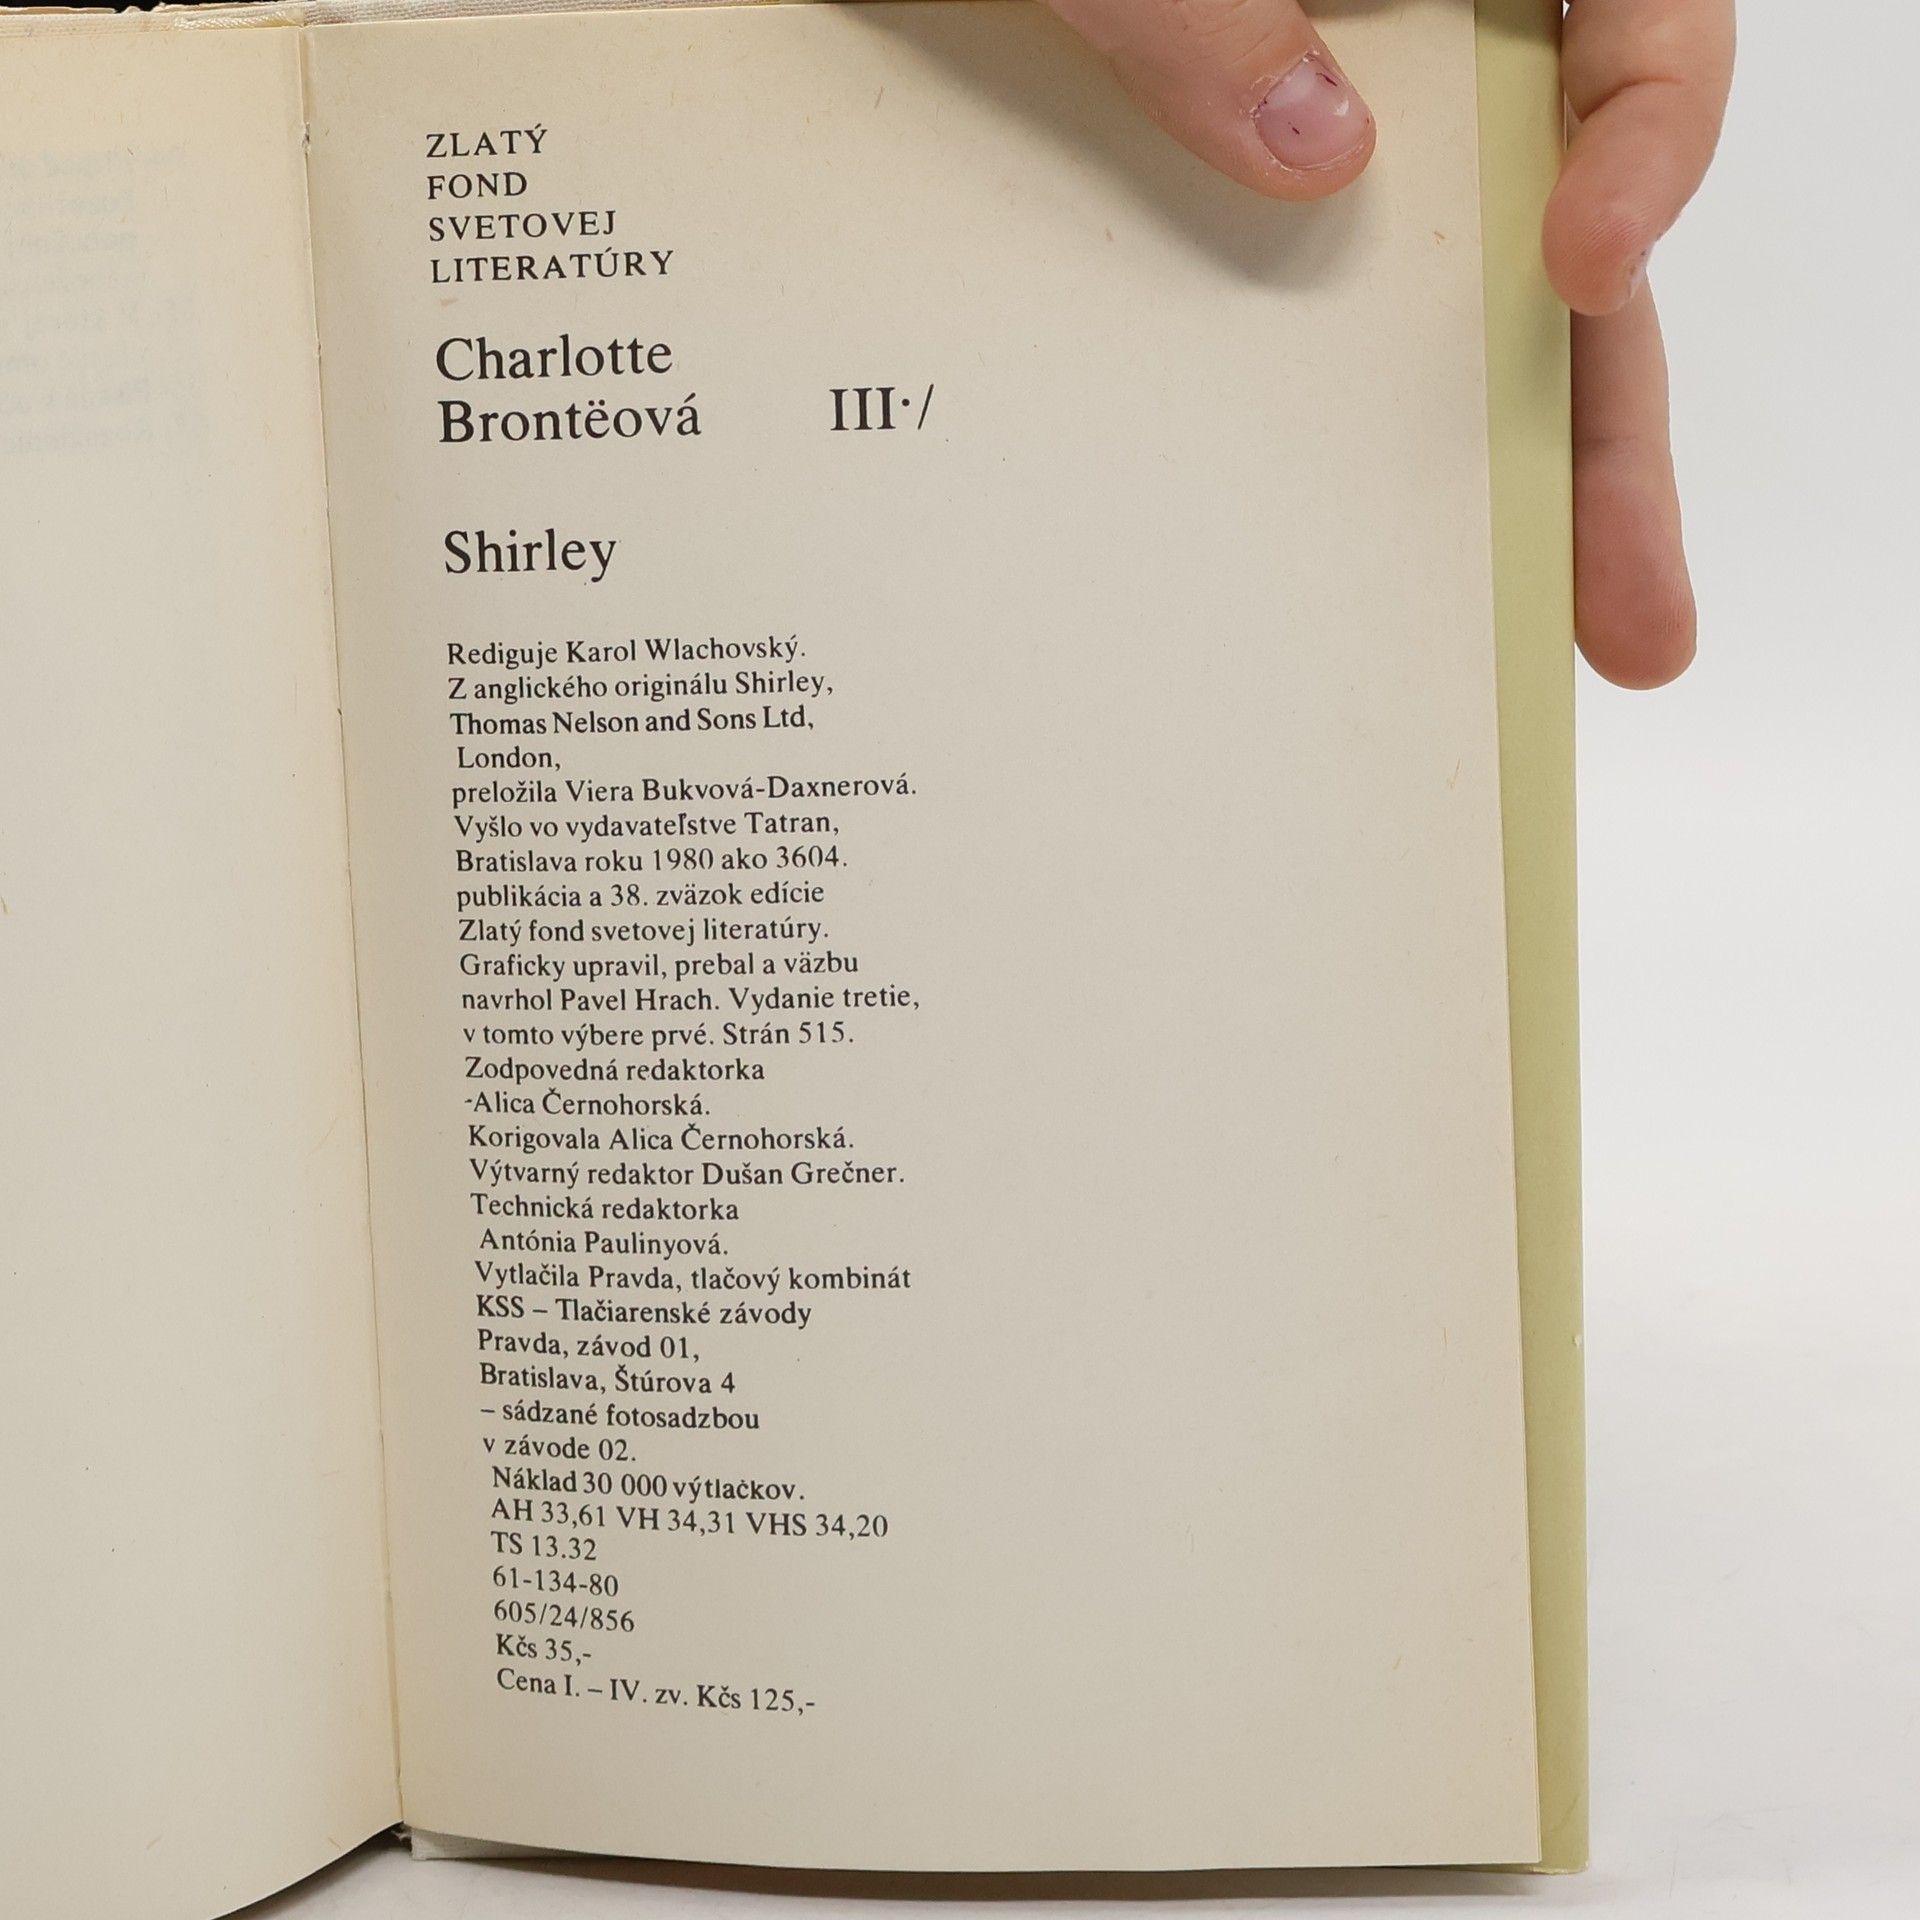 ZLATÝ
FOND
SVETOVEJ
LITERATÚRY
Charlotte
Brontëová III·/
Shirley
Rediguje Karol Wlachovský.
Z anglického originálu Shirley,
Thomas Nelson and Sons Ltd,
London,
preložila Viera Bukvová-Daxnerová.
Vyšlo vo vydavateľstve Tatran,
Bratislava roku 1980 ako 3604.
publikácia a 38. zväzok edície
Zlatý fond svetovej literatúry.
Graficky upravil, prebal a väzbu
navrhol Pavel Hrach. Vydanie tretie,
v tomto výbere prvé. Strán 515.
Zodpovedná redaktorka
-Alica Černohorská.
Korigovala Alica Černohorská.
Výtvarný redaktor Dušan Grečner.
Technická redaktorka
Antónia Paulinyová.
Vytlačila Pravda, tlačový kombinát
KSS – Tlačiarenské závody
Pravda, závod 01,
Bratislava, Štúrova 4
– sádzané fotosadzbou
v závode 02.
Náklad 30 000 výtlačkov.
AH 33,61 VH 34,31 VHS 34,20
TS 13.32
61-134-80
605/24/856
Kčs 35,-
Cena I. – IV. zv. Kčs 125,-